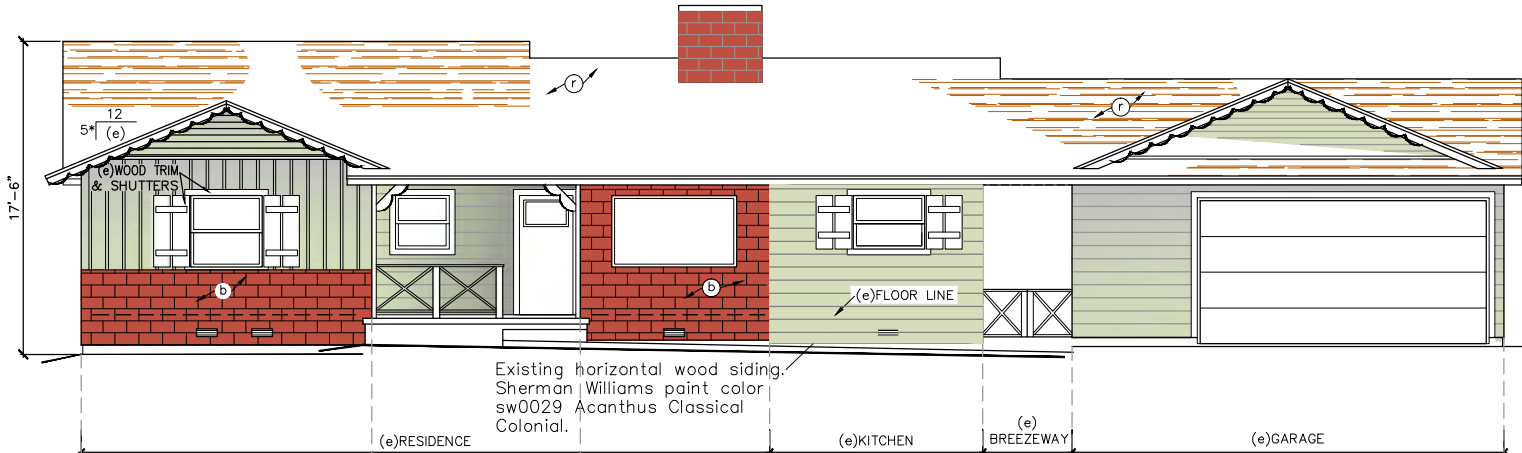 r
r
12
5*
(e)
(e)WOOD TRIM
& SHUTTERS
17'-6"
b
b
(e)FLOOR LINE
Existing horizontal wood siding.
Sherman Williams paint color
sw0029 Acanthus Classical
Colonial.
(e)RESIDENCE
(e)KITCHEN
(e)
BREEZEWAY
(e)GARAGE